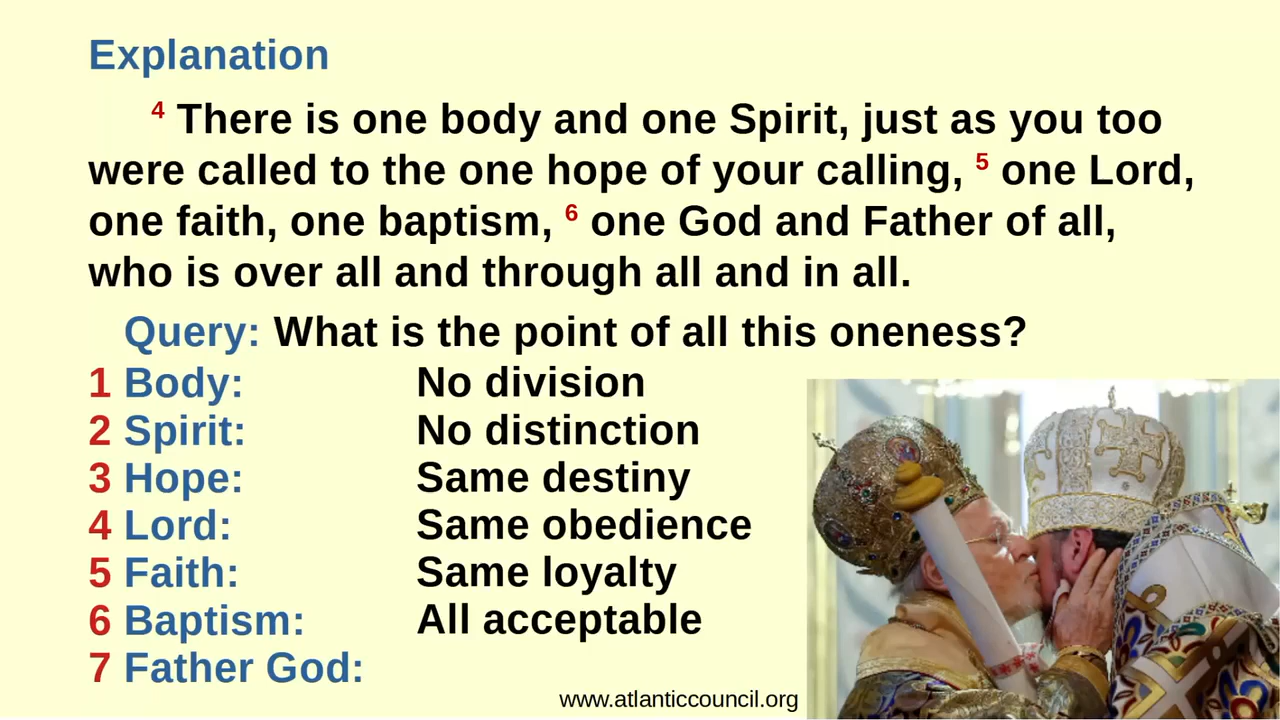 Explanation
4 There is one body and one Spirit, just as you too
were called to the one hope of your calling, 5 one Lord,
one faith, one baptism, 6 one God and Father of all,
who is over all and through all and in all.
Query: What is the point of all this oneness?
1 Body: No division
2 Spirit: No distinction
3 Hope: Same destiny
4 Lord: Same obedience
5 Faith: Same loyalty
6 Baptism: All acceptable
7 Father God:
www.atlanticcouncil.org